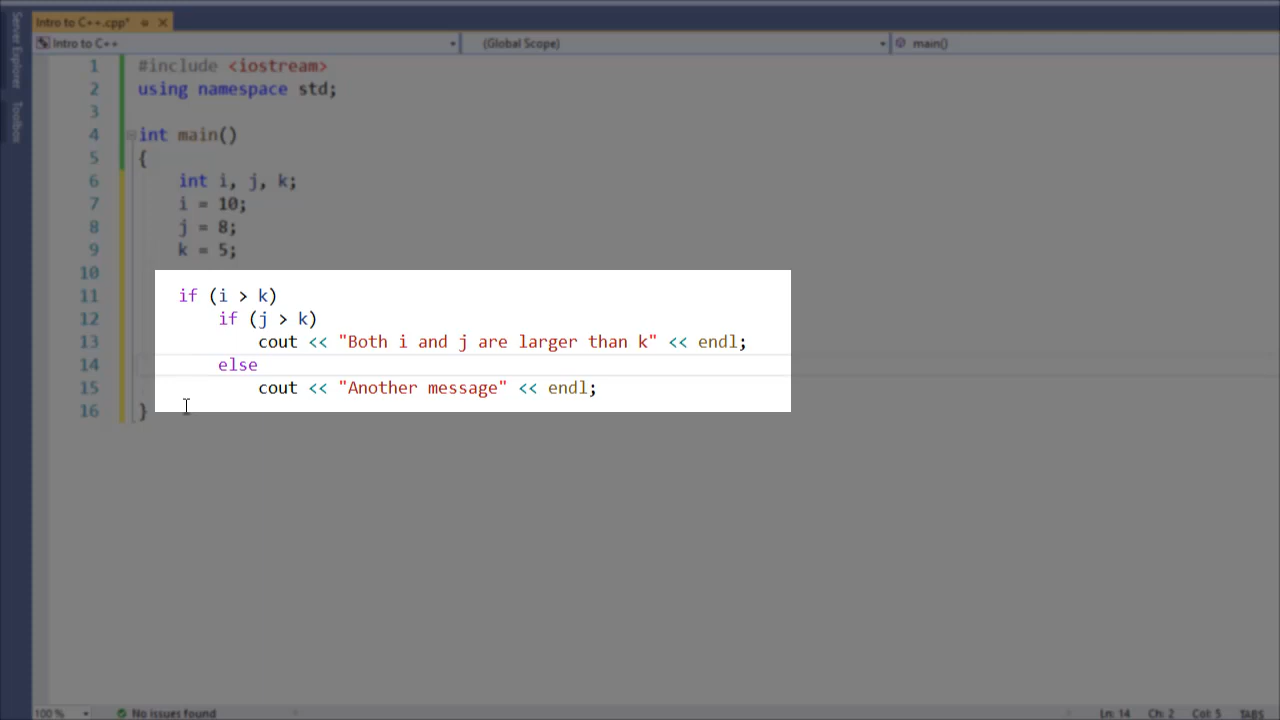 Intro to C++.cpp*
Intro to C++
(Global Scope)
main()
Server Explorer
Toolbox
1 #include <iostream>
2 using namespace std;
3
4 int main()
5 {
6 int i, j, k;
7 i = 10;
8 j = 8;
9 k = 5;
10
11 if (i > k)
12 if (j > k)
13 cout << "Both i and j are larger than k" << endl;
14 else
15 cout << "Another message" << endl;
16 }
100 %
No issues found
Ln: 14 Ch: 2 Col: 5 TABS